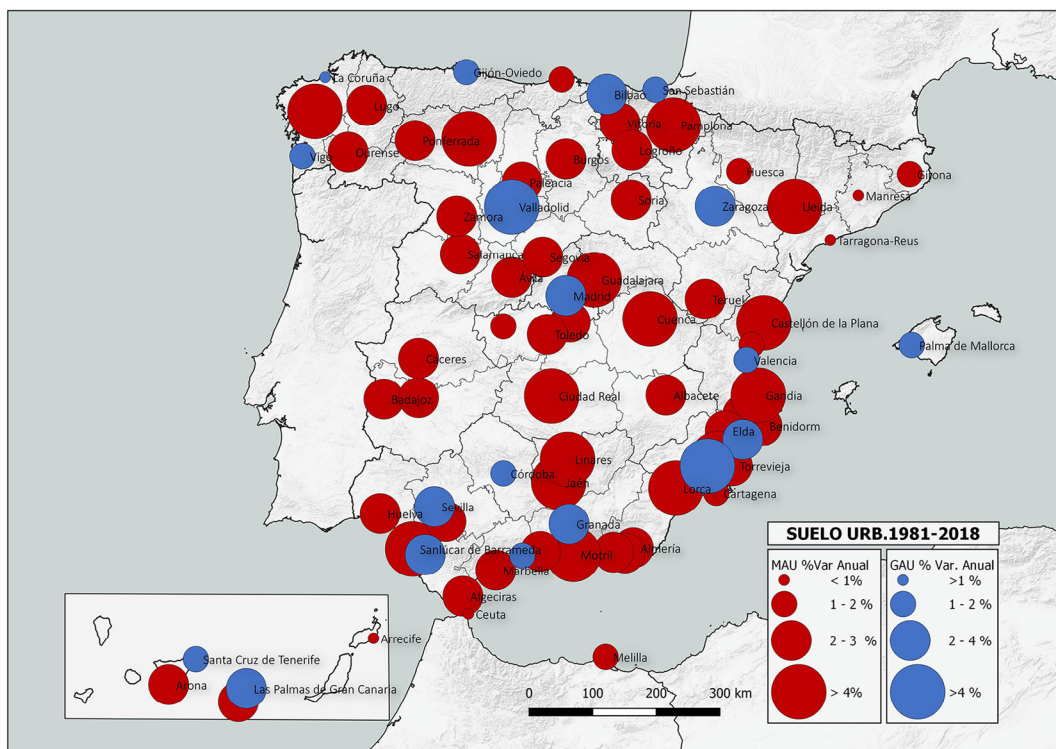 La Coruña
Gijón-Oviedo
Lugo
Bilbao
San Sebastián
Vitoria
Pamplona
Vigo
Ourense
Ponferrada
Burgos
Logroño
Huesca
Girona
Palencia
Manresa
Valladolid
Soria
Zaragoza
Lleida
Zamora
Tarragona-Reus
Salamanca
Segovia
Ávila
Guadalajara
Madrid
Teruel
Cuenca
Casteljón de la Plana
Toledo
Palma de Mallorca
Cáceres
Valencia
Badajoz
Ciudad Real
Albacete
Gandia
Benidorm
Elda
Linares
Córdoba
Torrevieja
Jaén
Lorca
Cartagena
Huelva
Sevilla
Granada
Sanlúcar de Barrameda
Motril
Almería
Marbella
Algeciras
Ceuta
Melilla
Arrecife
Santa Cruz de Tenerife
Arona
Las Palmas de Gran Canaria
SUELO URB.1981-2018
MAU %Var Anual
< 1%
1 - 2 %
2 - 3 %
> 4%
GAU % Var. Anual
>1 %
1 - 2 %
2 - 4 %
>4 %
0 100 200 300 km